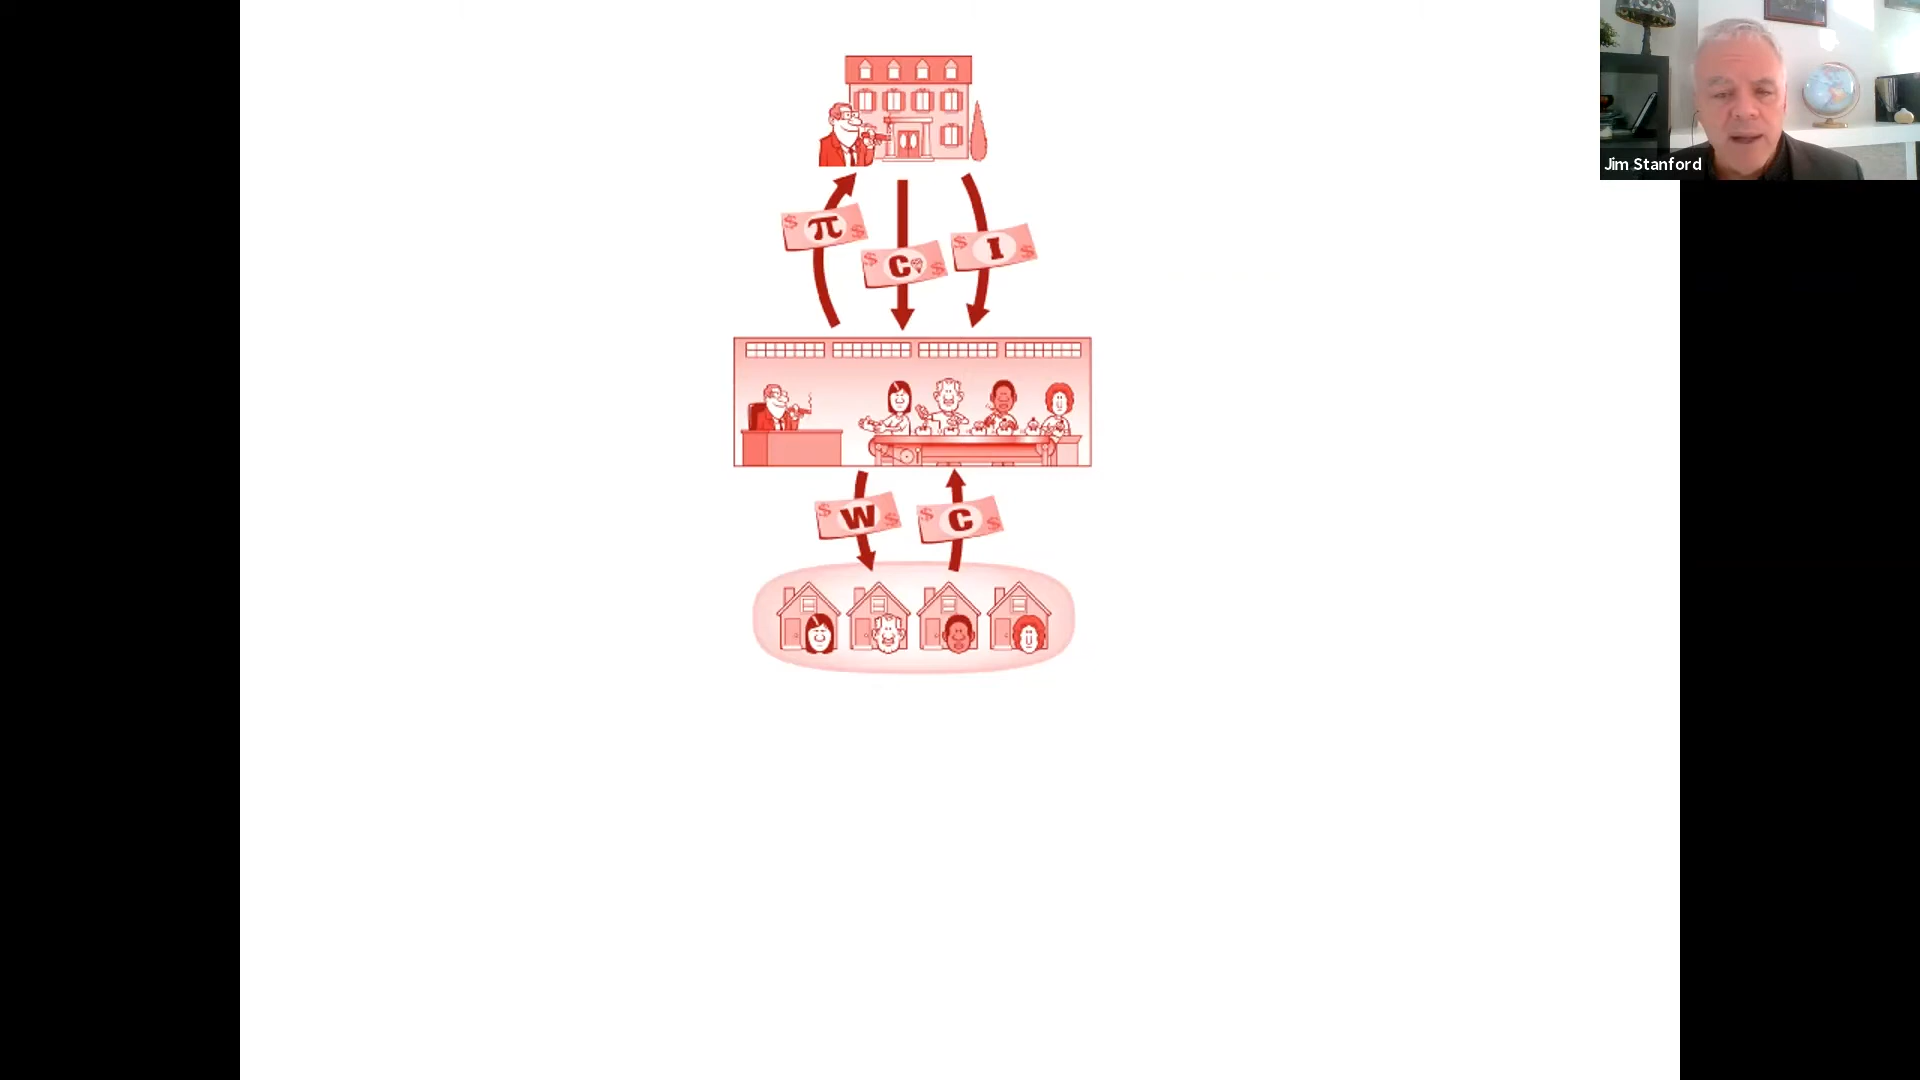 Jim Stanford
$ π $
$ C $
$ I $
$ W $
$ C $